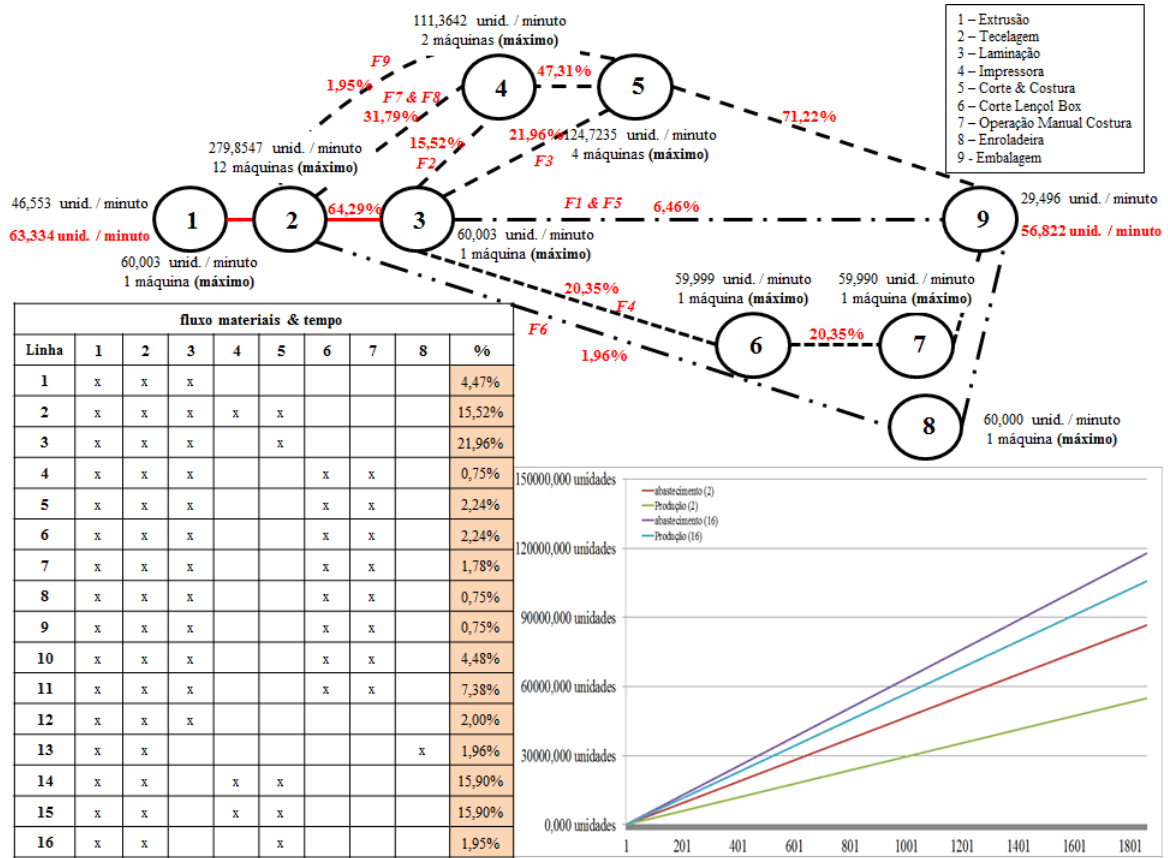 111,3642 unid. / minuto
2 máquinas (máximo)
1 – Extrusão
2 – Tecelagem
3 – Laminação
4 – Impressora
5 – Corte & Costura
6 – Corte Lençol Box
7 – Operação Manual Costura
8 – Enroladeira
9 - Embalagem
F9
1,95%
4
47,31%
5
F7 & F8
31,79%
71,22%
15,52%
F2
21,96%
F3
124,7235 unid. / minuto
4 máquinas (máximo)
279,8547 unid. / minuto
12 máquinas (máximo)
46,553 unid. / minuto
63,334 unid. / minuto
1
2
64,29%
3
F1 & F5
6,46%
9
29,496 unid. / minuto
56,822 unid. / minuto
60,003 unid. / minuto
1 máquina (máximo)
60,003 unid. / minuto
1 máquina (máximo)
20,35%
F4
59,999 unid. / minuto
1 máquina (máximo)
59,990 unid. / minuto
1 máquina (máximo)
F6
1,96%
6
20,35%
7
8
60,000 unid. / minuto
1 máquina (máximo)
fluxo materiais & tempo
Linha 1 2 3 4 5 6 7 8 %
1 x x x 4,47%
2 x x x x x 15,52%
3 x x x x 21,96%
4 x x x x x 0,75%
5 x x x x x 2,24%
6 x x x x x 2,24%
7 x x x x x 1,78%
8 x x x x x 0,75%
9 x x x x x 0,75%
10 x x x x x 4,48%
11 x x x x x 7,38%
12 x x x 2,00%
13 x x x 1,96%
14 x x x x 15,90%
15 x x x x 15,90%
16 x x x 1,95%
150000,000 unidades
120000,000 unidades
90000,000 unidades
60000,000 unidades
30000,000 unidades
0,000 unidades
abastecimento (2)
Produção (2)
abastecimento (16)
Produção (16)
1 201 401 601 801 1001 1201 1401 1601 1801